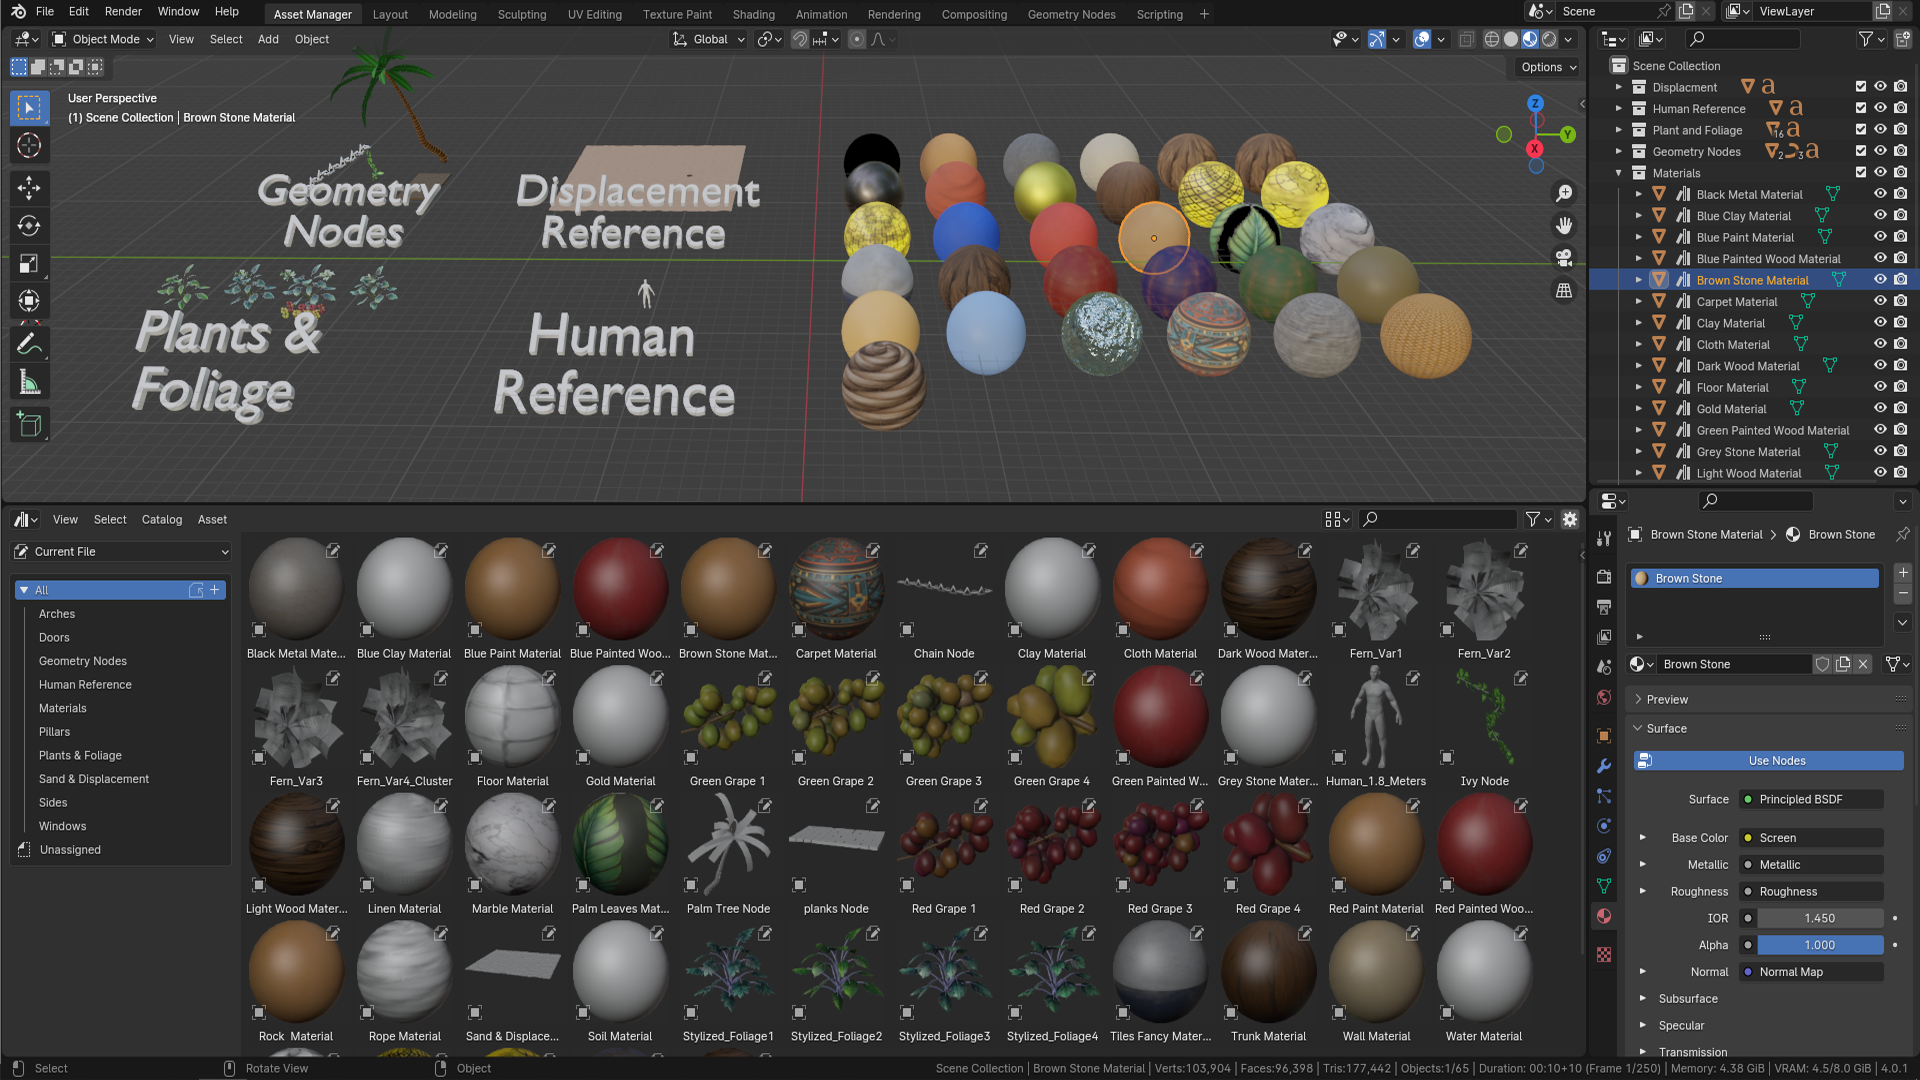 File Edit Render Window Help Asset Manager Layout Modeling Sculpting UV Editing Texture Paint Shading Animation Rendering Compositing Geometry Nodes Scripting + Scene ViewLayer
Object Mode View Select Add Object Global
Options
User Perspective
(1) Scene Collection | Brown Stone Material
Z
Y
X
Geometry
Nodes
Displacement
Reference
Plants &
Foliage
Human
Reference
Scene Collection
Displacment
Human Reference
Plant and Foliage 16
Geometry Nodes 2 3
Materials
Black Metal Material
Blue Clay Material
Blue Paint Material
Blue Painted Wood Material
Brown Stone Material
Carpet Material
Clay Material
Cloth Material
Dark Wood Material
Floor Material
Gold Material
Green Painted Wood Material
Grey Stone Material
Light Wood Material
View Select Catalog Asset
Current File
All
Arches
Doors
Geometry Nodes
Human Reference
Materials
Pillars
Plants & Foliage
Sand & Displacement
Sides
Windows
Unassigned
Black Metal Mate... Blue Clay Material Blue Paint Material Blue Painted Woo... Brown Stone Mat... Carpet Material Chain Node Clay Material Cloth Material Dark Wood Mater... Fern_Var1 Fern_Var2
Fern_Var3 Fern_Var4_Cluster Floor Material Gold Material Green Grape 1 Green Grape 2 Green Grape 3 Green Grape 4 Green Painted W... Grey Stone Mater... Human_1.8_Meters Ivy Node
Light Wood Mater... Linen Material Marble Material Palm Leaves Mat... Palm Tree Node planks Node Red Grape 1 Red Grape 2 Red Grape 3 Red Grape 4 Red Paint Material Red Painted Woo...
Rock Material Rope Material Sand & Displace... Soil Material Stylized_Foliage1 Stylized_Foliage2 Stylized_Foliage3 Stylized_Foliage4 Tiles Fancy Mater... Trunk Material Wall Material Water Material
Brown Stone Material > Brown Stone
Brown Stone
Brown Stone
Preview
Surface
Use Nodes
Surface Principled BSDF
Base Color Screen
Metallic Metallic
Roughness Roughness
IOR 1.450
Alpha 1.000
Normal Normal Map
Subsurface
Specular
Transmission
Select Rotate View Object Scene Collection | Brown Stone Material | Verts:103,904 | Faces:96,398 | Tris:177,442 | Objects:1/65 | Duration: 00:10+10 (Frame 1/250) | Memory: 4.38 GiB | VRAM: 4.5/8.0 GiB | 4.0.1